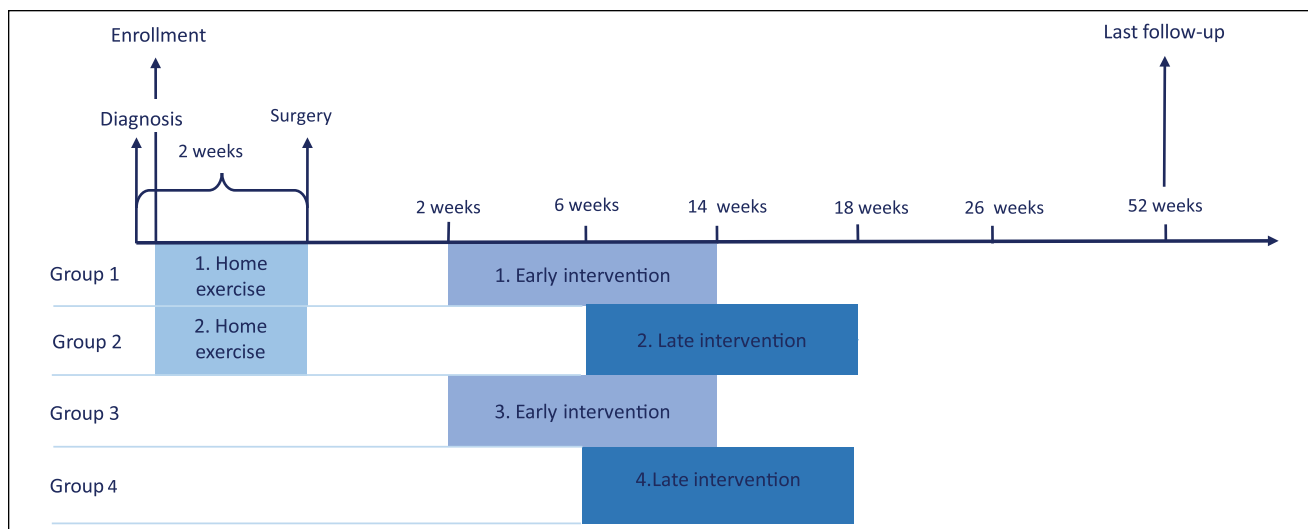 Enrollment
Last follow-up
Diagnosis
Surgery
2 weeks
2 weeks
6 weeks
14 weeks
18 weeks
26 weeks
52 weeks
Group 1
1. Home
exercise
1. Early intervention
Group 2
2. Home
exercise
2. Late intervention
Group 3
3. Early intervention
Group 4
4.Late intervention